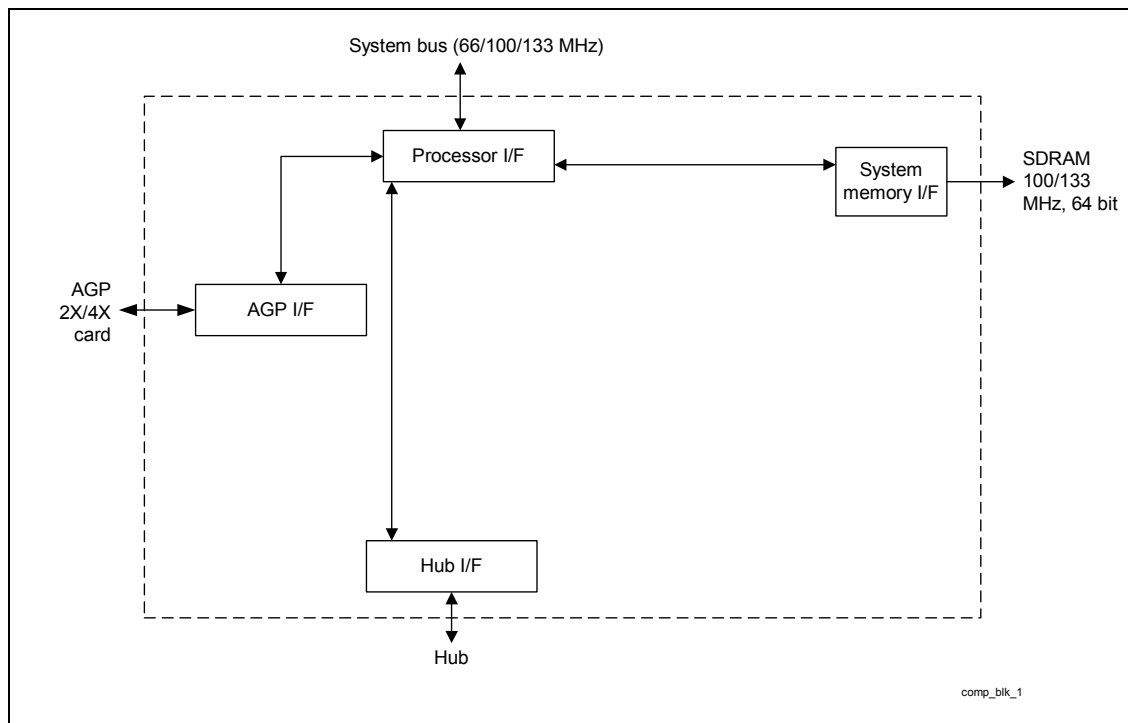 System bus (66/100/133 MHz)
Processor I/F
System
memory I/F
SDRAM
100/133
MHz, 64 bit
AGP
2X/4X
card
AGP I/F
Hub I/F
Hub
comp_blk_1